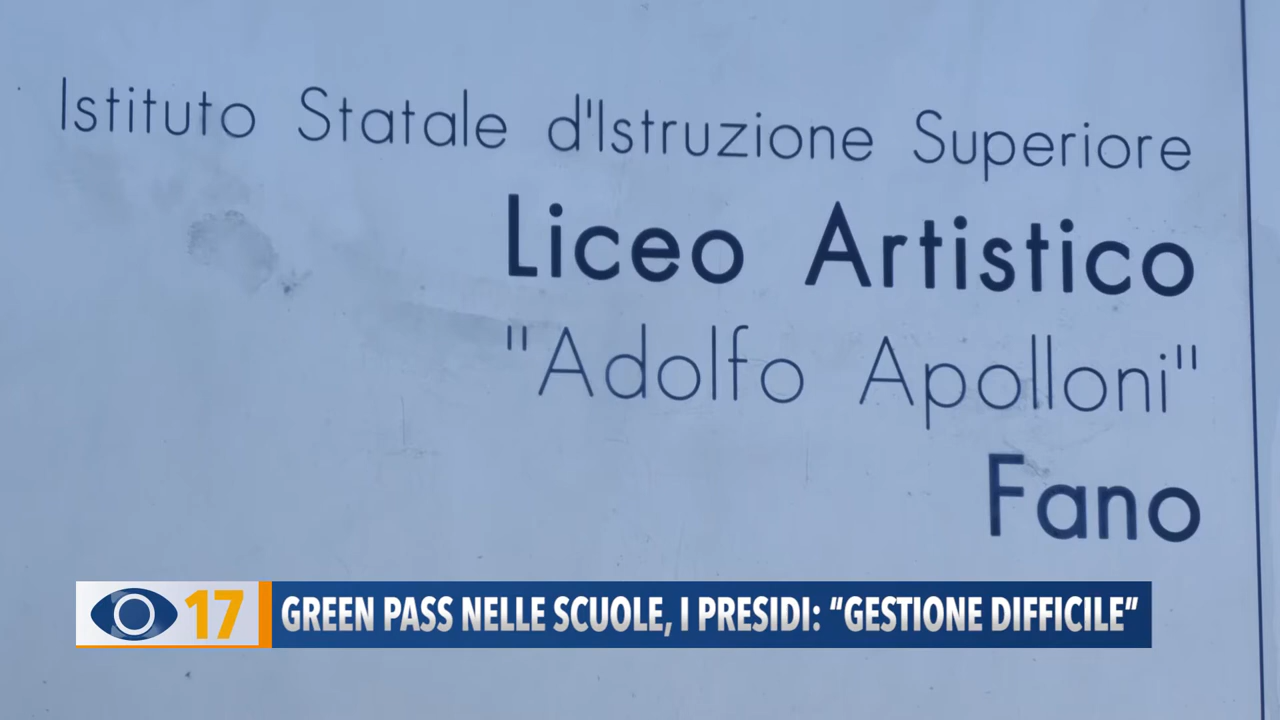 Istituto Statale d'Istruzione Superiore
Liceo Artistico
"Adolfo Apolloni"
Fano
17
GREEN PASS NELLE SCUOLE, I PRESIDI: “GESTIONE DIFFICILE”